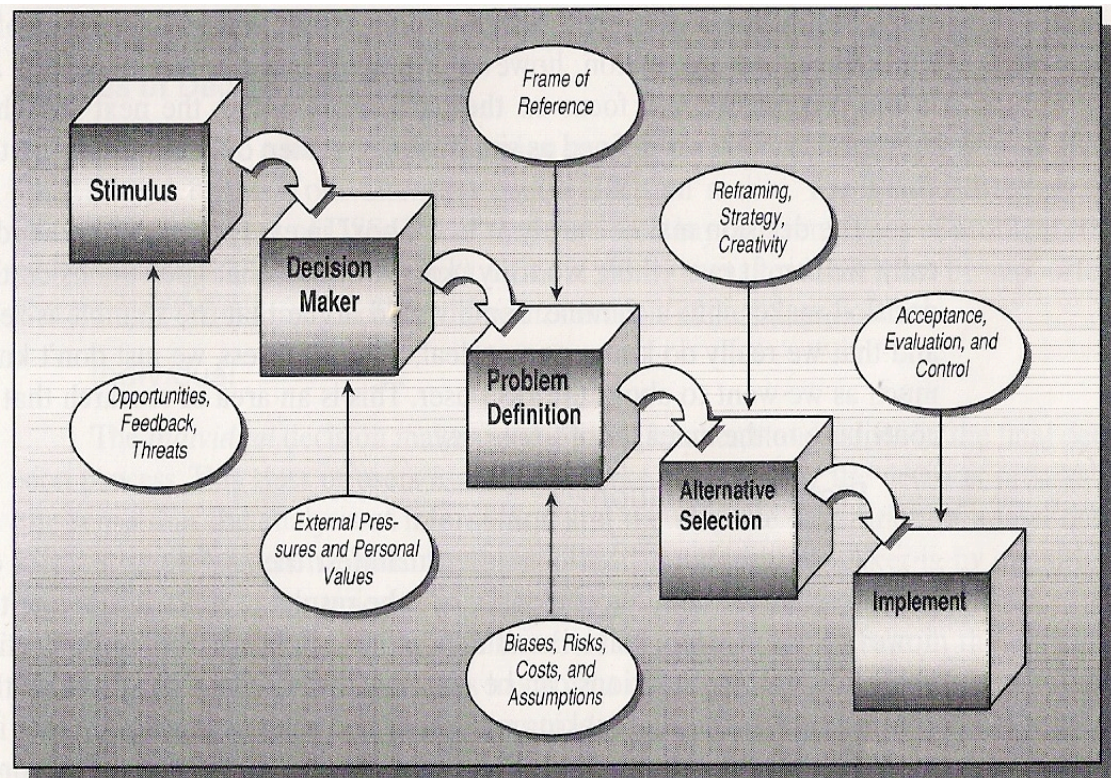 Frame of
Reference
Stimulus
Reframing,
Strategy,
Creativity
Decision
Maker
Acceptance,
Evaluation, and
Control
Opportunities,
Feedback,
Threats
Problem
Definition
Alternative
Selection
External Pres-
sures and Personal
Values
Implement
Biases, Risks,
Costs, and
Assumptions